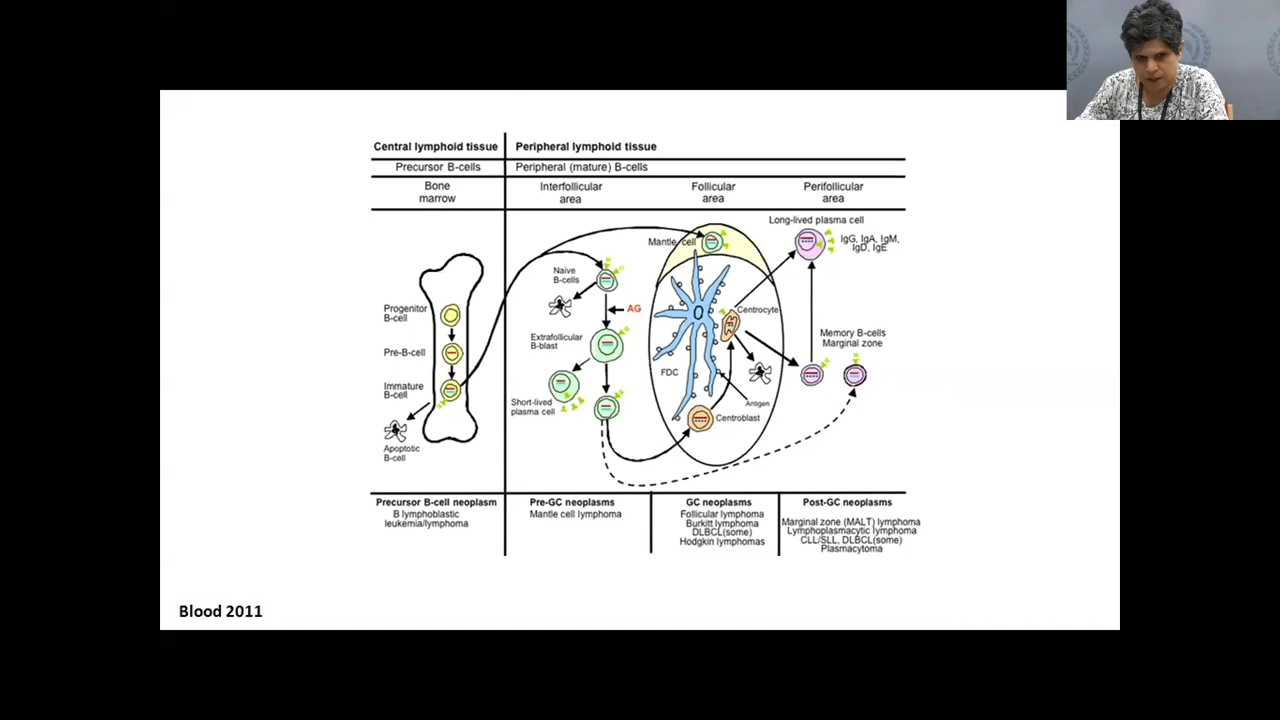 Central lymphoid tissue
Peripheral lymphoid tissue
Precursor B-cells
Peripheral (mature) B-cells
Bone
marrow
Interfollicular
area
Follicular
area
Perifollicular
area
Long-lived plasma cell
IgG, IgA, IgM,
IgD, IgE
Mantle cell
Naive
B-cells
AG
Progenitor
B-cell
Centrocyte
Extrafollicular
B-blast
Memory B-cells
Marginal zone
Pre-B-cell
FDC
Immature
B-cell
Short-lived
plasma cell
Antigen
Centroblast
Apoptotic
B-cell
Precursor B-cell neoplasm
B lymphoblastic
leukemia/lymphoma
Pre-GC neoplasms
Mantle cell lymphoma
GC neoplasms
Follicular lymphoma
Burkitt lymphoma
DLBCL(some)
Hodgkin lymphomas
Post-GC neoplasms
Marginal zone (MALT) lymphoma
Lymphoplasmacytic lymphoma
CLL/SLL, DLBCL(some)
Plasmacytoma
Blood 2011